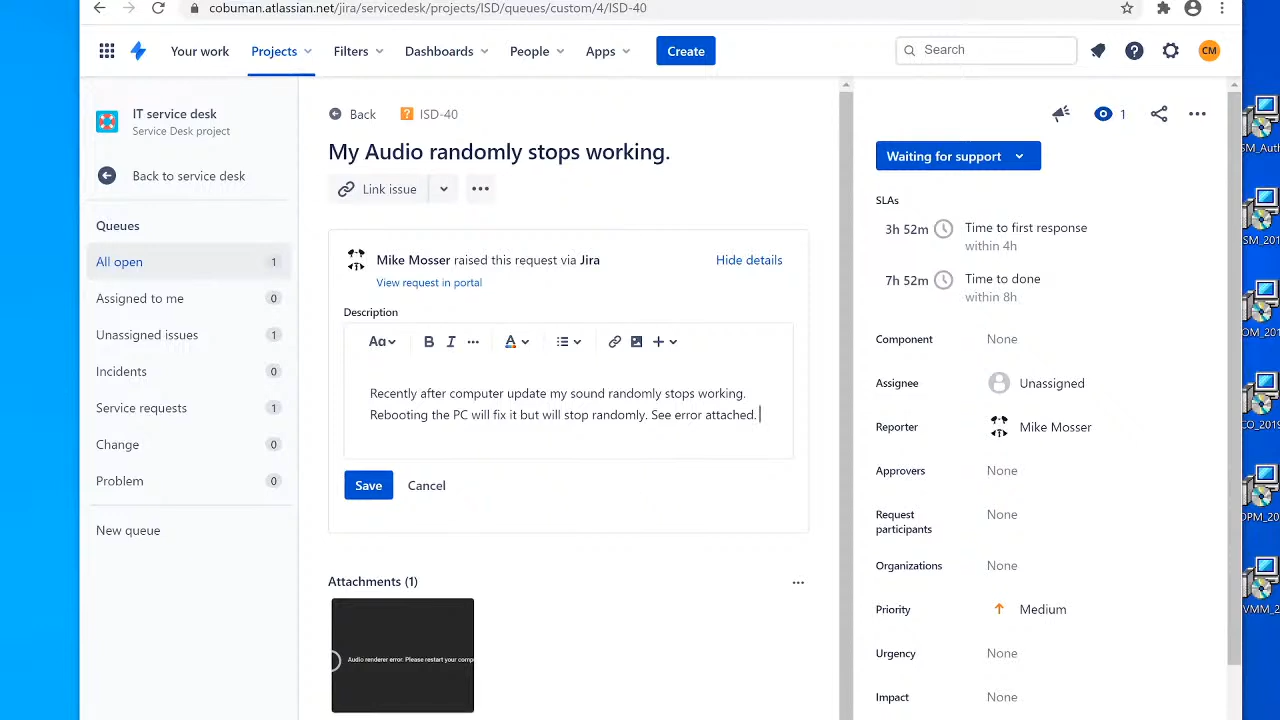 cobuman.atlassian.net/jira/servicedesk/projects/ISD/queues/custom/4/ISD-40
Your work
Projects
Filters
Dashboards
People
Apps
Create
Search
CM
IT service desk
Service Desk project
Back to service desk
Queues
All open 1
Assigned to me 0
Unassigned issues 1
Incidents 0
Service requests 1
Change 0
Problem 0
New queue
Back
ISD-40
My Audio randomly stops working.
Link issue
Mike Mosser raised this request via Jira
Hide details
View request in portal
Description
Aa
B
I
A
Recently after computer update my sound randomly stops working.
Rebooting the PC will fix it but will stop randomly. See error attached.
Save
Cancel
Attachments (1)
Audio renderer error. Please restart your
1
Waiting for support
SLAs
3h 52m Time to first response
within 4h
7h 52m Time to done
within 8h
Component None
Assignee Unassigned
Reporter Mike Mosser
Approvers None
Request
participants
None
Organizations None
Priority Medium
Urgency None
Impact None